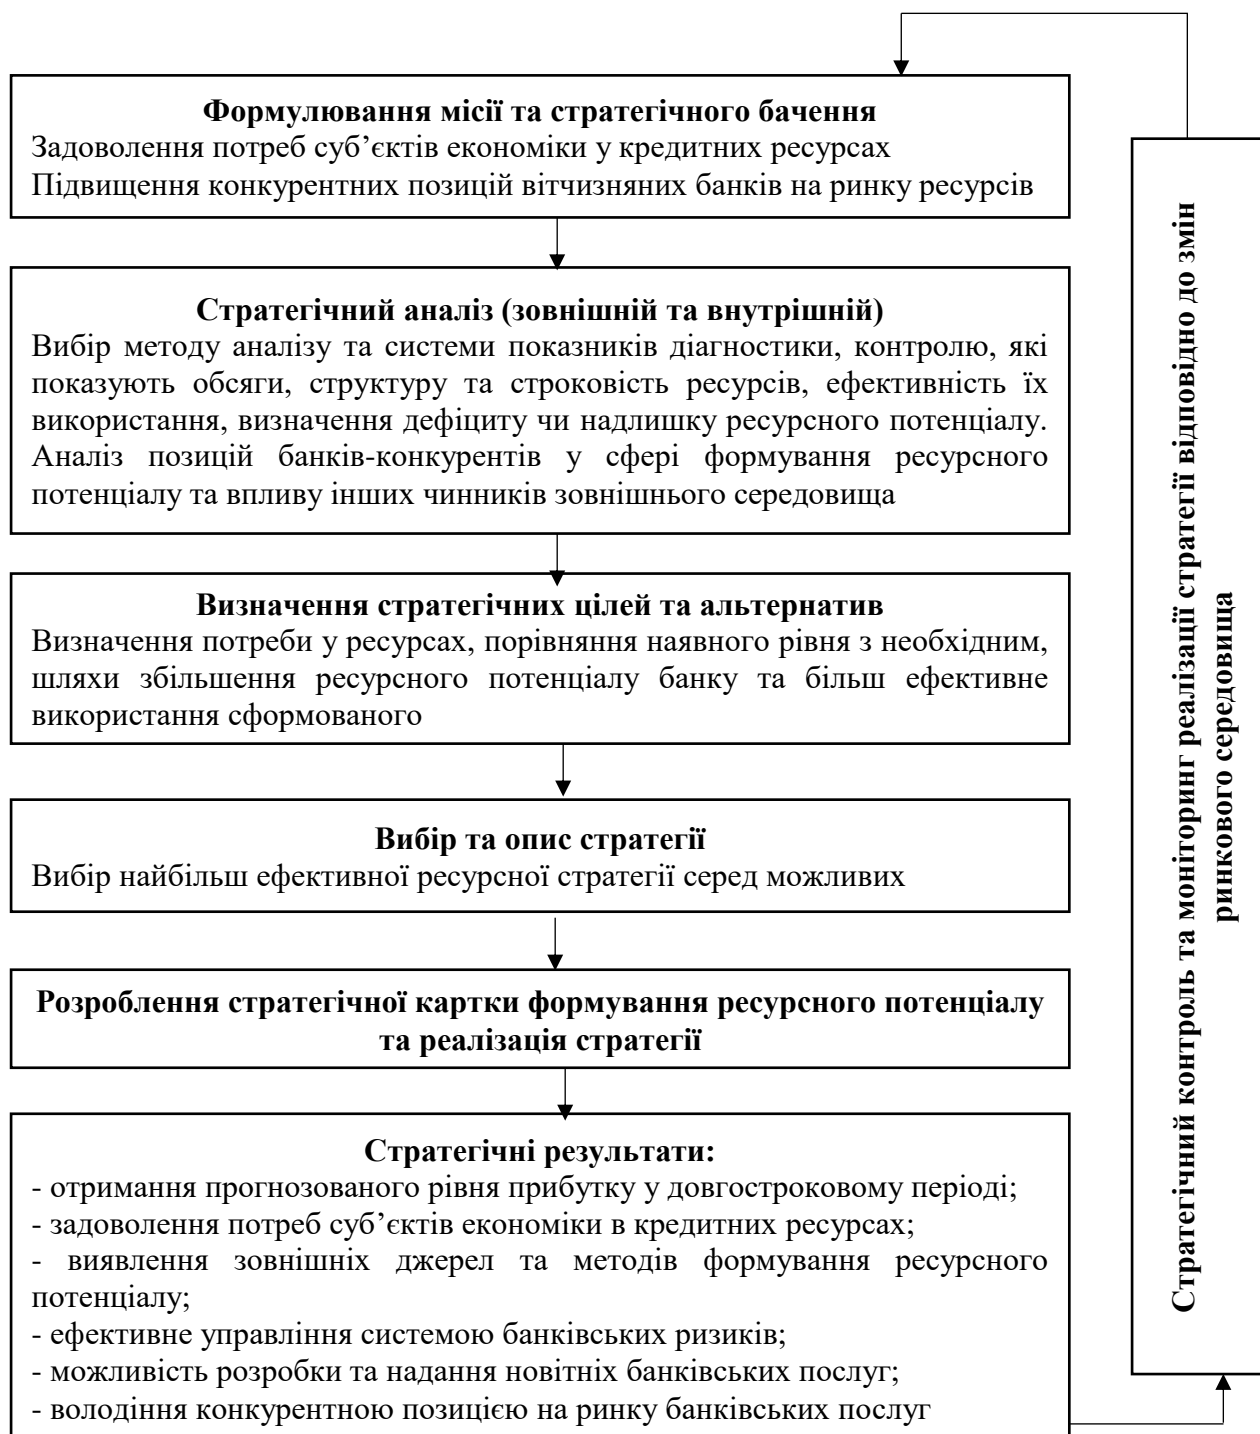 Формулювання місії та стратегічного бачення
Задоволення потреб суб’єктів економіки у кредитних ресурсах
Підвищення конкурентних позицій вітчизняних банків на ринку ресурсів
Стратегічний аналіз (зовнішній та внутрішній)
Вибір методу аналізу та системи показників діагностики, контролю, які
показують обсяги, структуру та строковість ресурсів, ефективність їх
використання, визначення дефіциту чи надлишку ресурсного потенціалу.
Аналіз позицій банків-конкурентів у сфері формування ресурсного
потенціалу та впливу інших чинників зовнішнього середовища
Визначення стратегічних цілей та альтернатив
Визначення потреби у ресурсах, порівняння наявного рівня з необхідним,
шляхи збільшення ресурсного потенціалу банку та більш ефективне
використання сформованого
Вибір та опис стратегії
Вибір найбільш ефективної ресурсної стратегії серед можливих
Розроблення стратегічної картки формування ресурсного потенціалу
та реалізація стратегії
Стратегічні результати:
- отримання прогнозованого рівня прибутку у довгостроковому періоді;
- задоволення потреб суб’єктів економіки в кредитних ресурсах;
- виявлення зовнішніх джерел та методів формування ресурсного
потенціалу;
- ефективне управління системою банківських ризиків;
- можливість розробки та надання новітніх банківських послуг;
- володіння конкурентною позицією на ринку банківських послуг
Стратегічний контроль та моніторинг реалізації стратегії відповідно до змін
ринкового середовища